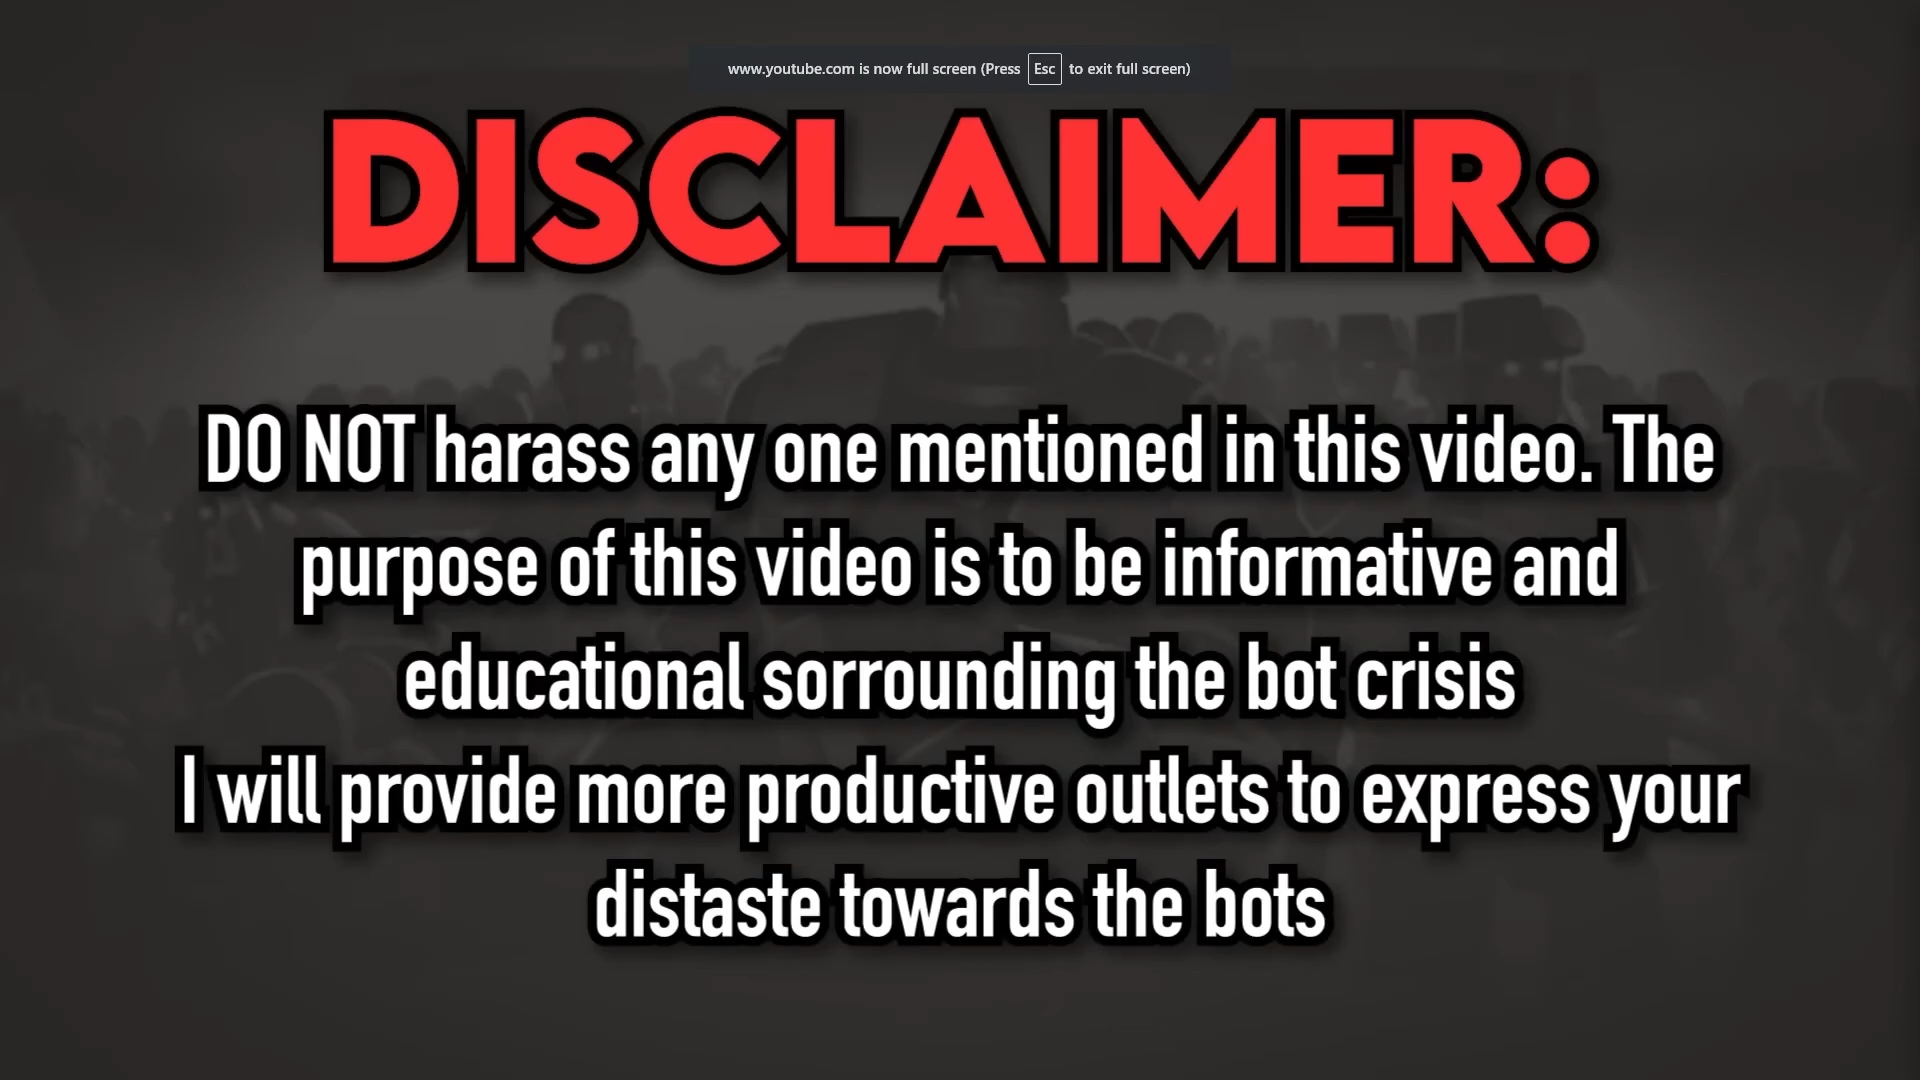 www.youtube.com is now full screen (Press Esc to exit full screen)
DISCLAIMER:
DO NOT harass any one mentioned in this video. The
purpose of this video is to be informative and
educational sorrounding the bot crisis
I will provide more productive outlets to express your
distaste towards the bots